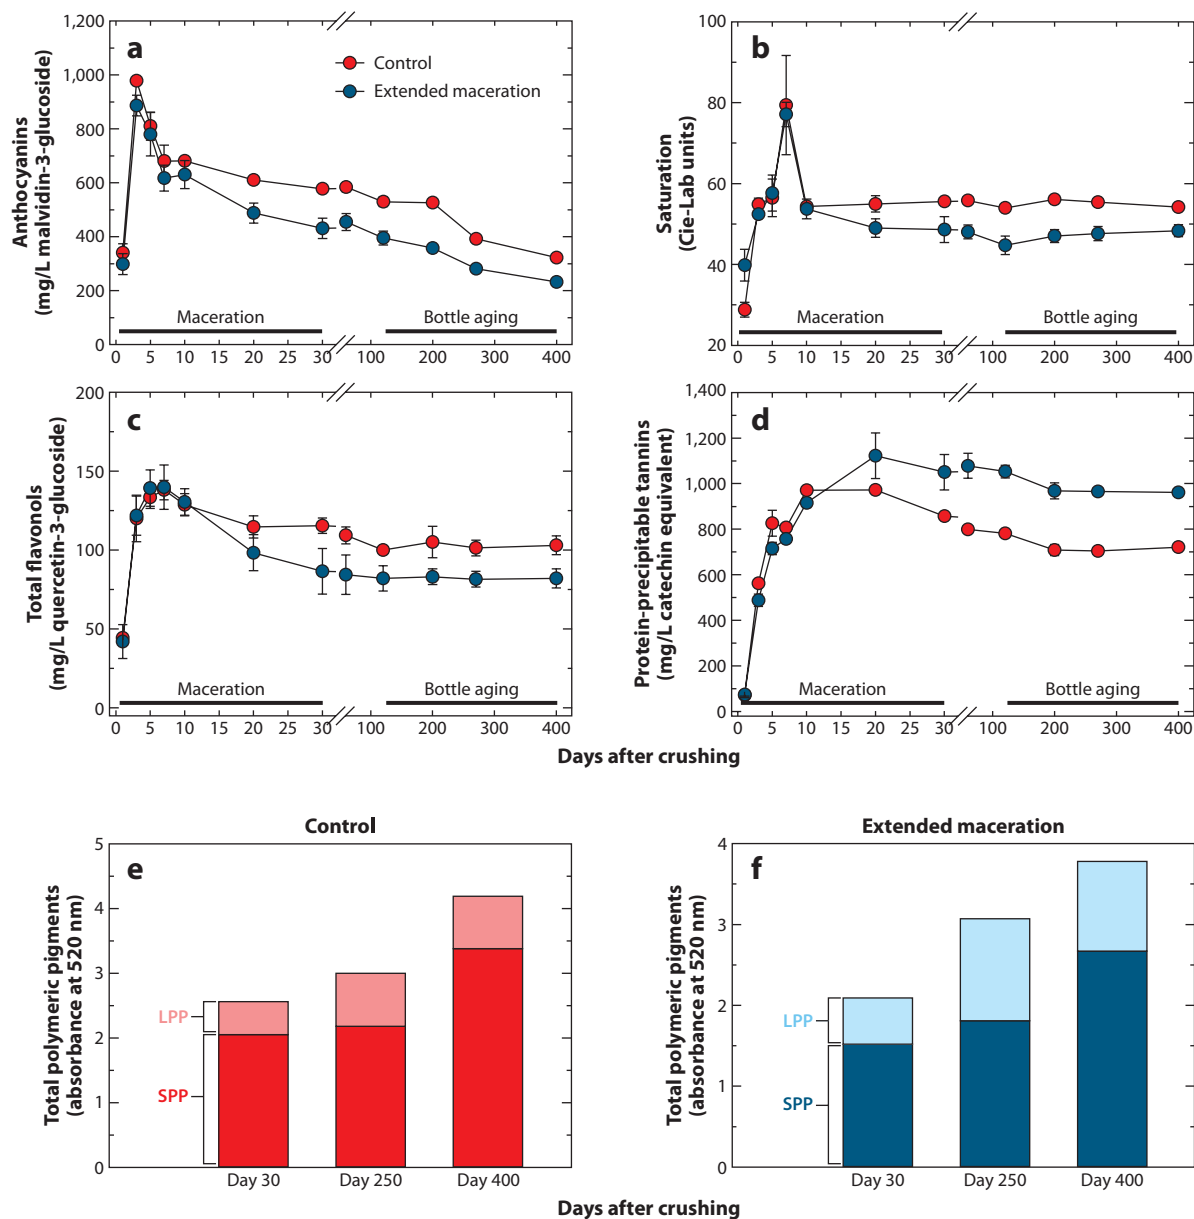 a
Anthocyanins
(mg/L malvidin-3-glucoside)
1,200
1,000
800
600
400
200
0
Control
Extended maceration
Maceration
Bottle aging
0 5 10 20 30 100 200 300 400
b
Saturation
(Cie-Lab units)
100
80
60
40
20
Maceration
Bottle aging
0 5 10 20 30 100 200 300 400
c
Total flavonols
(mg/L quercetin-3-glucoside)
200
150
100
50
0
Maceration
Bottle aging
0 5 10 20 30 100 200 300 400
d
Protein-precipitable tannins
(mg/L catechin equivalent)
1,400
1,200
1,000
800
600
400
200
0
Maceration
Bottle aging
0 5 10 20 30 100 200 300 400
Days after crushing
Control
e
Total polymeric pigments
(absorbance at 520 nm)
5
4
3
2
1
0
LPP
SPP
Day 30 Day 250 Day 400
Extended maceration
f
Total polymeric pigments
(absorbance at 520 nm)
4
3
2
1
0
LPP
SPP
Day 30 Day 250 Day 400
Days after crushing